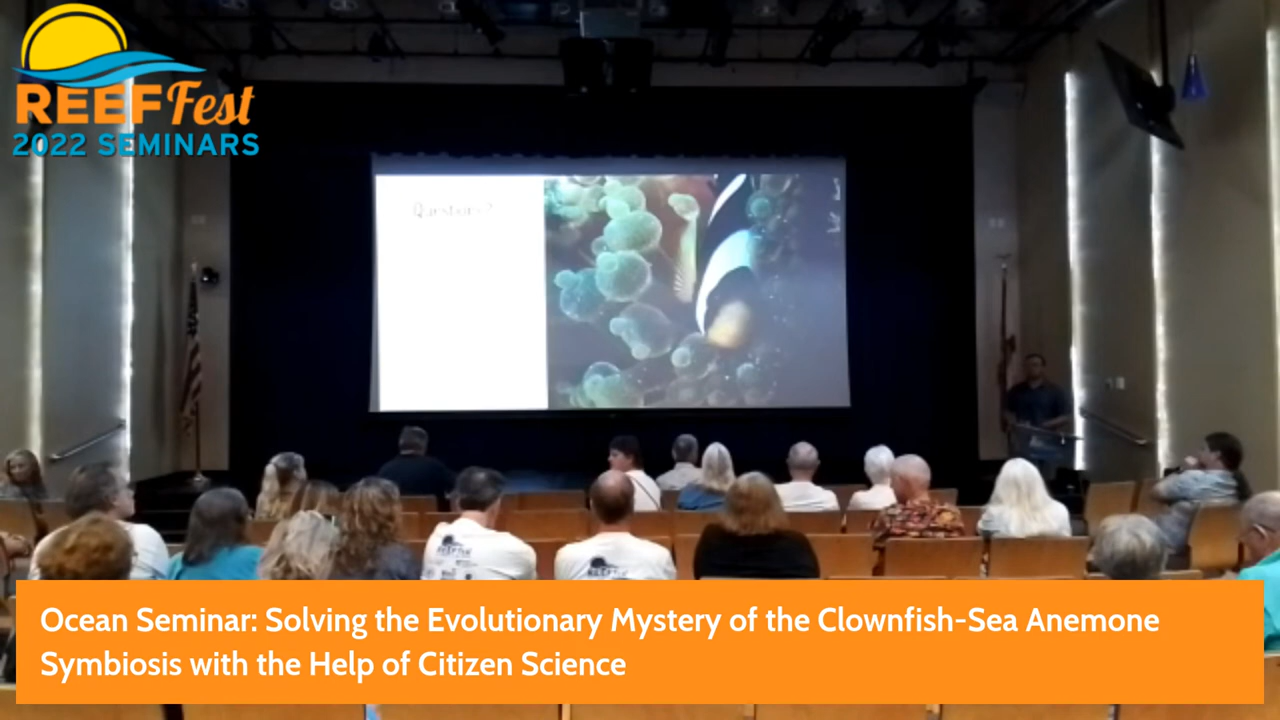 REEF Fest
2022 SEMINARS
Questions?
Ocean Seminar: Solving the Evolutionary Mystery of the Clownfish-Sea Anemone
Symbiosis with the Help of Citizen Science